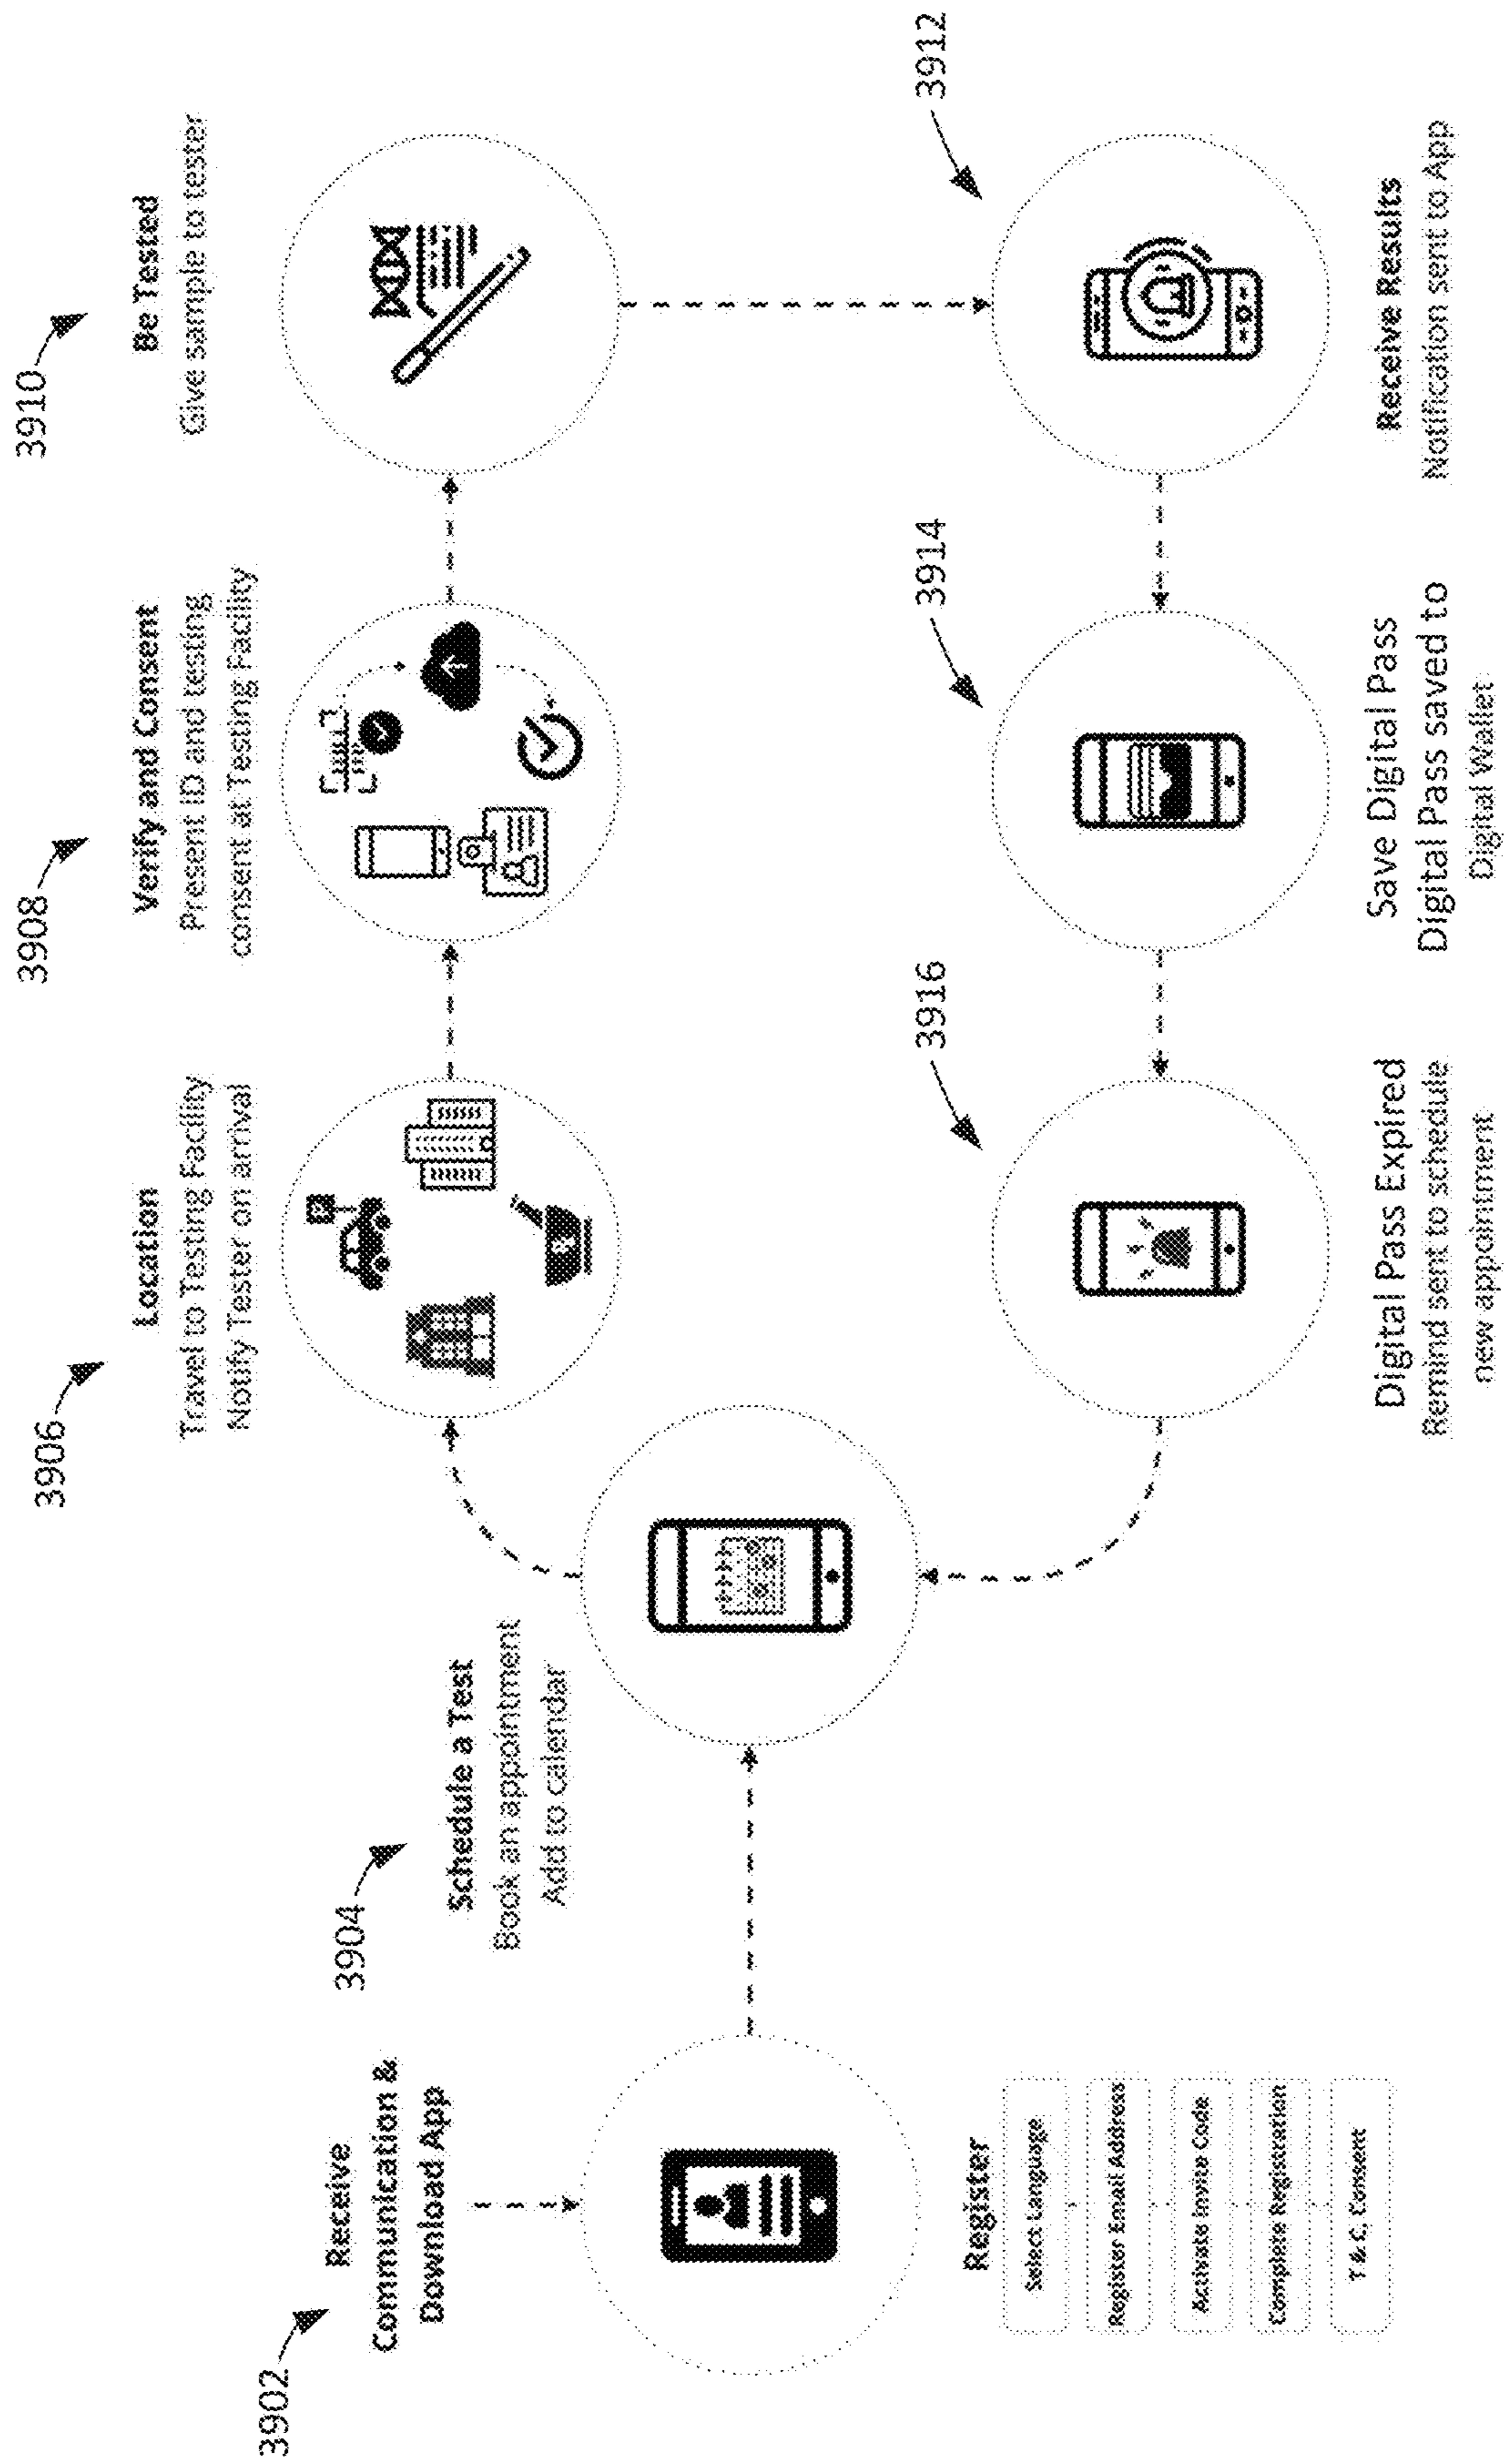 3902
Receive
Communication &
Download App
Register
Select Language
Register Email Address
Activate Invite Code
Complete Registration
T & C, Consent
3904
Schedule a Test
Book an appointment
Add to calendar
3906
Location
Travel to Testing Facility
Notify Tester on arrival
3908
Verify and Consent
Present ID and testing
consent at Testing Facility
3910
Be Tested
Give sample to tester
3912
Receive Results
Notification sent to App
3914
Save Digital Pass
Digital Pass saved to
Digital Wallet
3916
Digital Pass Expired
Remind sent to schedule
new appointment